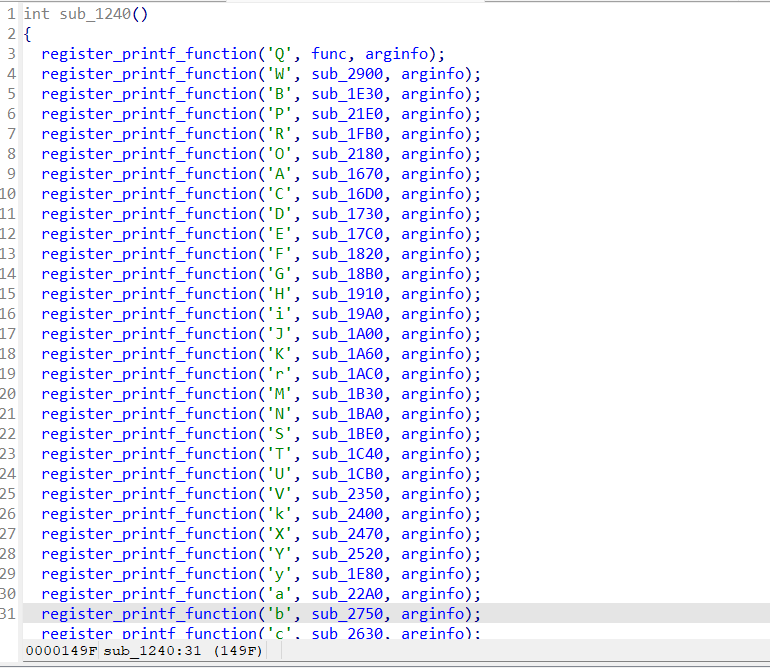 1 int sub_1240()
2 {
3 register_printf_function('Q', func, arginfo);
4 register_printf_function('W', sub_2900, arginfo);
5 register_printf_function('B', sub_1E30, arginfo);
6 register_printf_function('P', sub_21E0, arginfo);
7 register_printf_function('R', sub_1FB0, arginfo);
8 register_printf_function('O', sub_2180, arginfo);
9 register_printf_function('A', sub_1670, arginfo);
10 register_printf_function('C', sub_16D0, arginfo);
11 register_printf_function('D', sub_1730, arginfo);
12 register_printf_function('E', sub_17C0, arginfo);
13 register_printf_function('F', sub_1820, arginfo);
14 register_printf_function('G', sub_18B0, arginfo);
15 register_printf_function('H', sub_1910, arginfo);
16 register_printf_function('i', sub_19A0, arginfo);
17 register_printf_function('J', sub_1A00, arginfo);
18 register_printf_function('K', sub_1A60, arginfo);
19 register_printf_function('r', sub_1AC0, arginfo);
20 register_printf_function('M', sub_1B30, arginfo);
21 register_printf_function('N', sub_1BA0, arginfo);
22 register_printf_function('S', sub_1BE0, arginfo);
23 register_printf_function('T', sub_1C40, arginfo);
24 register_printf_function('U', sub_1CB0, arginfo);
25 register_printf_function('V', sub_2350, arginfo);
26 register_printf_function('k', sub_2400, arginfo);
27 register_printf_function('X', sub_2470, arginfo);
28 register_printf_function('Y', sub_2520, arginfo);
29 register_printf_function('y', sub_1E80, arginfo);
30 register_printf_function('a', sub_22A0, arginfo);
31 register_printf_function('b', sub_2750, arginfo);
register_printf_function('c', sub_2630, arginfo);
0000149F sub_1240:31 (149F)